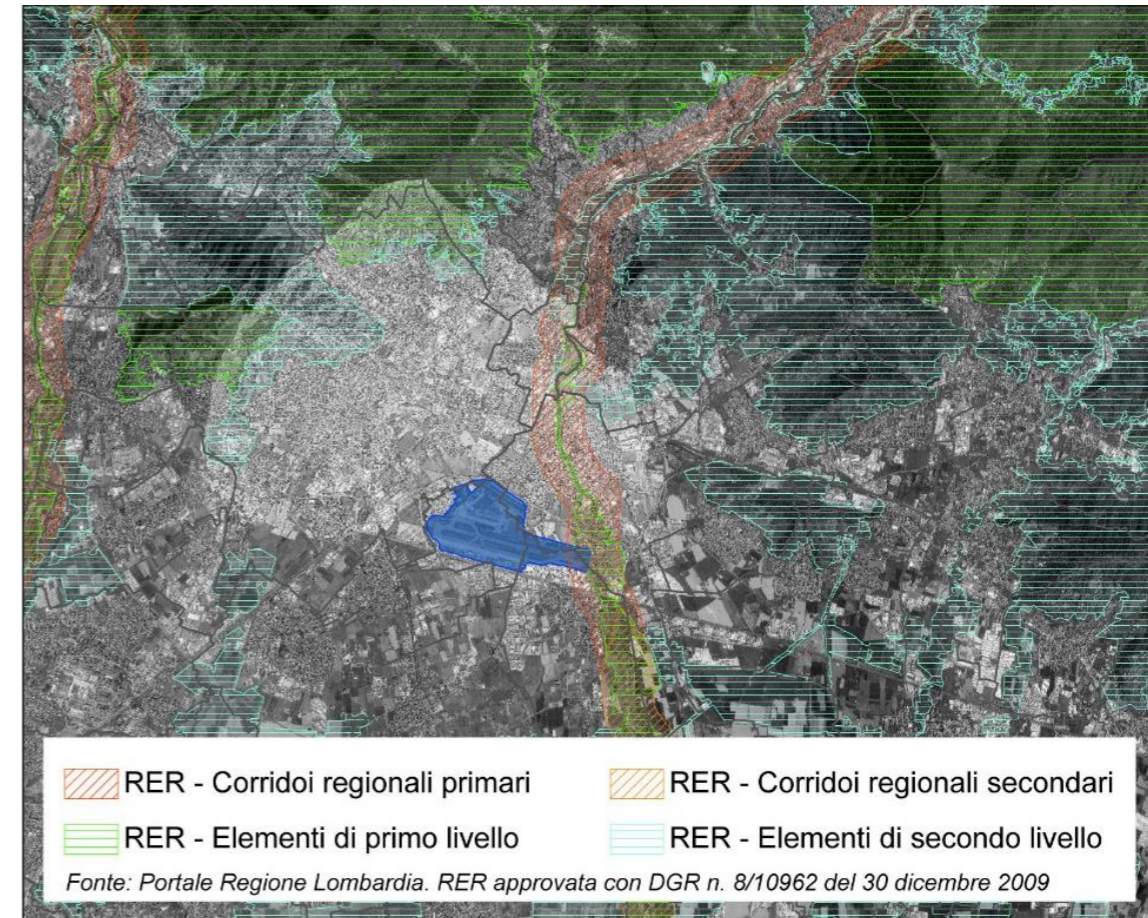 RER - Corridoi regionali primari
RER - Corridoi regionali secondari
RER - Elementi di primo livello
RER - Elementi di secondo livello
Fonte: Portale Regione Lombardia. RER approvata con DGR n. 8/10962 del 30 dicembre 2009